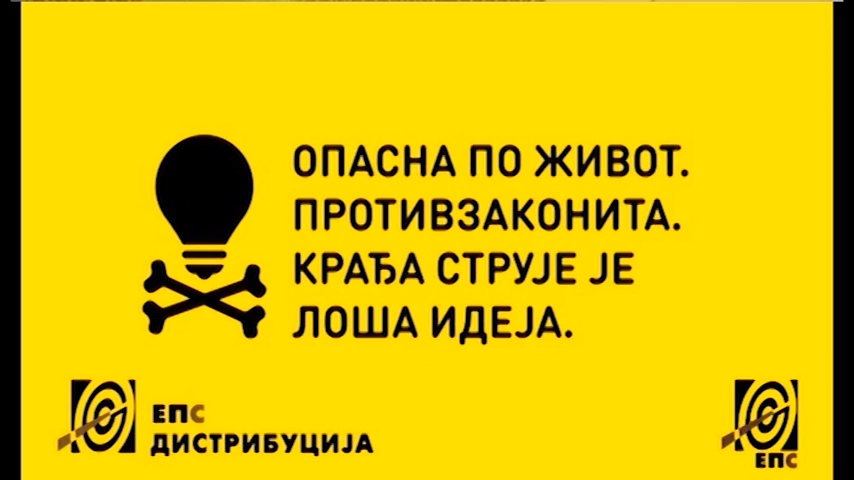 ОПАСНА ПО ЖИВОТ.
ПРОТИВЗАКОНИТА.
КРАЂА СТРУЈЕ ЈЕ
ЛОША ИДЕЈА.
ЕПС
ДИСТРИБУЦИЈА
ЕПС